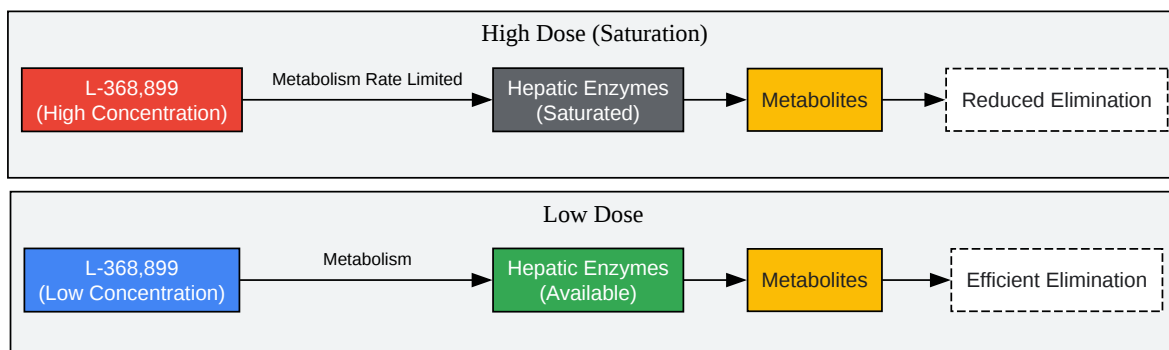 High Dose (Saturation)
L-368,899
(High Concentration)
Metabolism Rate Limited
Hepatic Enzymes
(Saturated)
Metabolites
Reduced Elimination
Low Dose
L-368,899
(Low Concentration)
Metabolism
Hepatic Enzymes
(Available)
Metabolites
Efficient Elimination